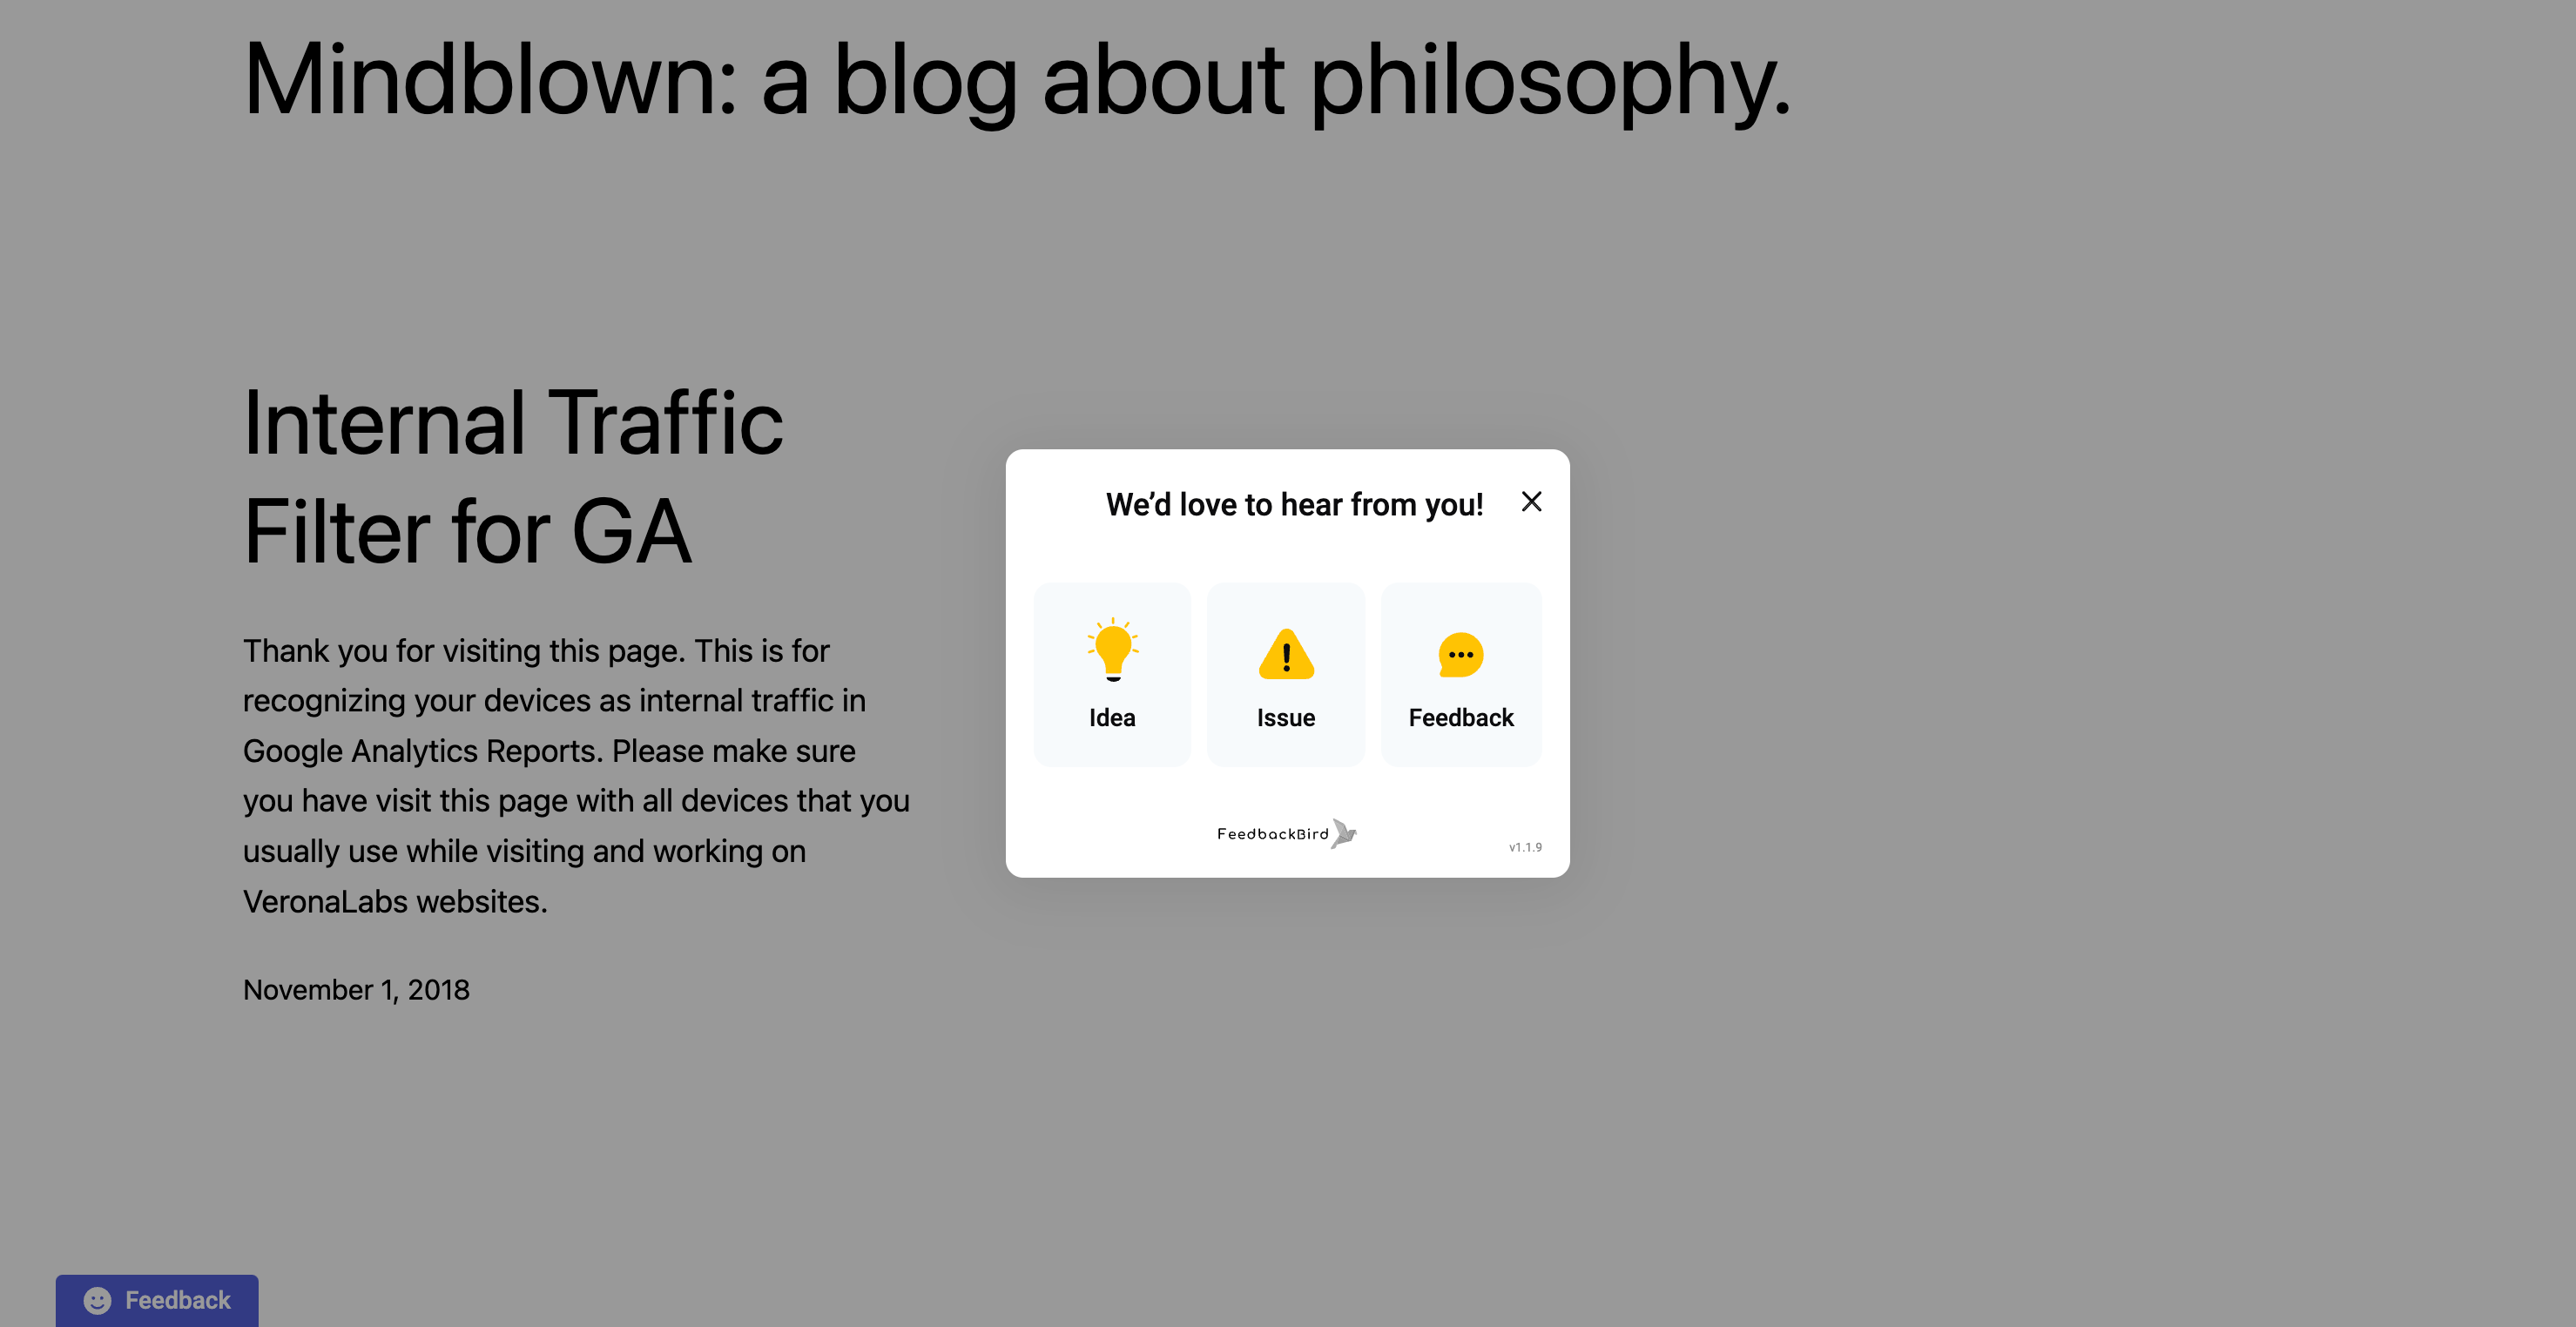 Mindblown: a blog about philosophy.
Internal Traffic
Filter for GA
Thank you for visiting this page. This is for
recognizing your devices as internal traffic in
Google Analytics Reports. Please make sure
you have visit this page with all devices that you
usually use while visiting and working on
VeronaLabs websites.
November 1, 2018
We’d love to hear from you!
Idea
Issue
Feedback
FeedbackBird
v1.1.9
Feedback